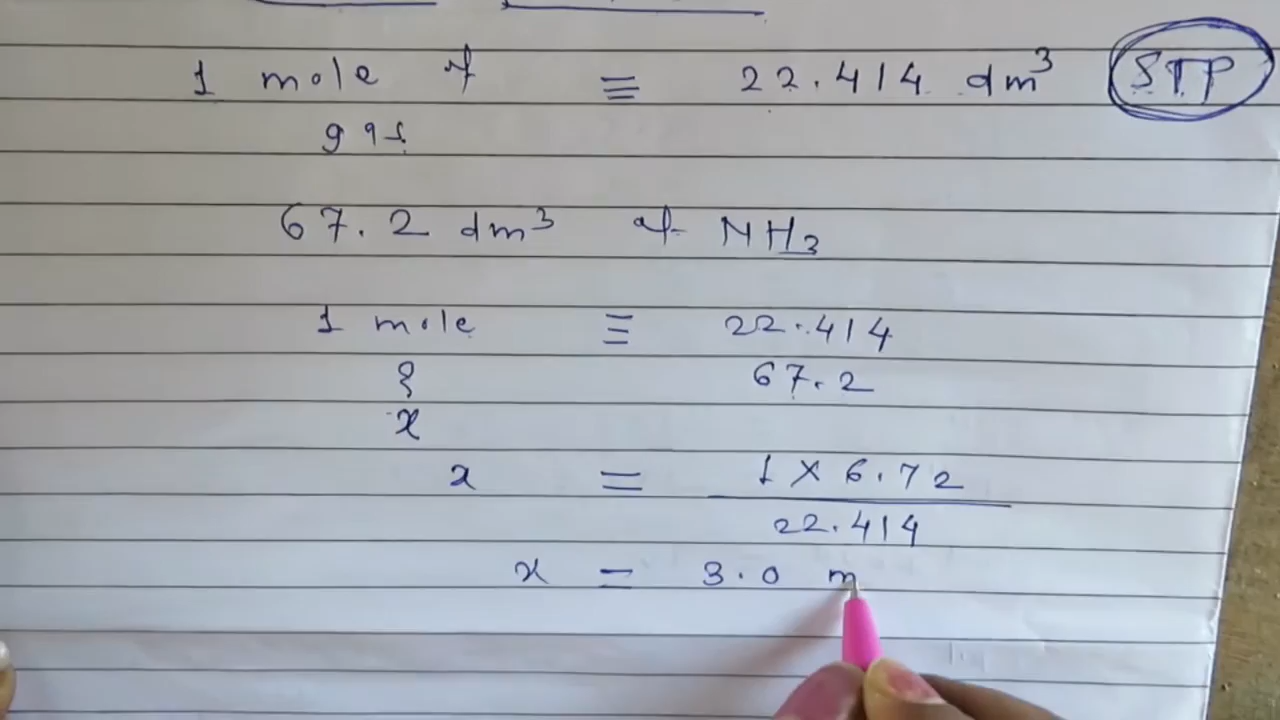 1 mole of ≡ 22.414 dm³ STP
gas
67.2 dm³ of NH₃
1 mole ≡ 22.414
67.2
x
x = 1 × 6.72
22.414
x = 3.0 m